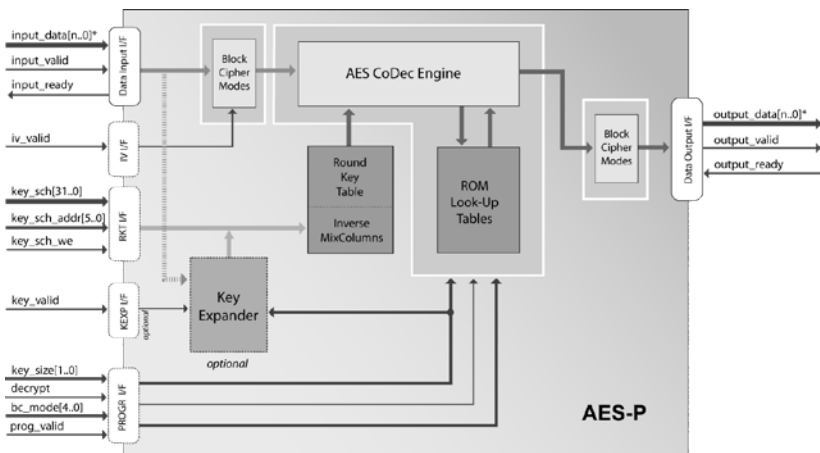 input_data[n..0]*
input_valid
input_ready
Data Input I/F
Block
Cipher
Modes
AES CoDec Engine
iv_valid
IV I/F
Block
Cipher
Modes
Data Output I/F
output_data[n..0]*
output_valid
output_ready
Round
Key
Table
Inverse
MixColumns
ROM
Look-Up
Tables
key_sch[31..0]
key_sch_addr[5..0]
key_sch_we
RKT I/F
key_valid
KEXP I/F
optional
Key
Expander
optional
key_size[1..0]
decrypt
bc_mode[4..0]
prog_valid
PROGR I/F
AES-P